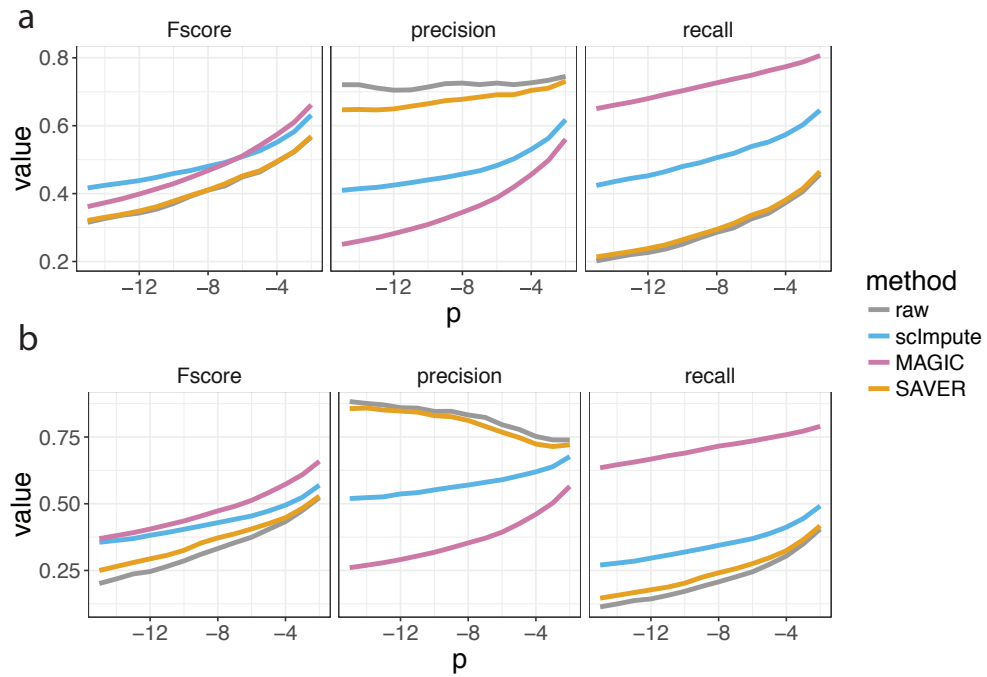 a
Fscore precision recall
0.8
0.6
0.4
0.2
value
−12 −8 −4 −12 −8 −4 −12 −8 −4
p
method
raw
scImpute
MAGIC
SAVER
b
Fscore precision recall
0.75
0.50
0.25
value
−12 −8 −4 −12 −8 −4 −12 −8 −4
p